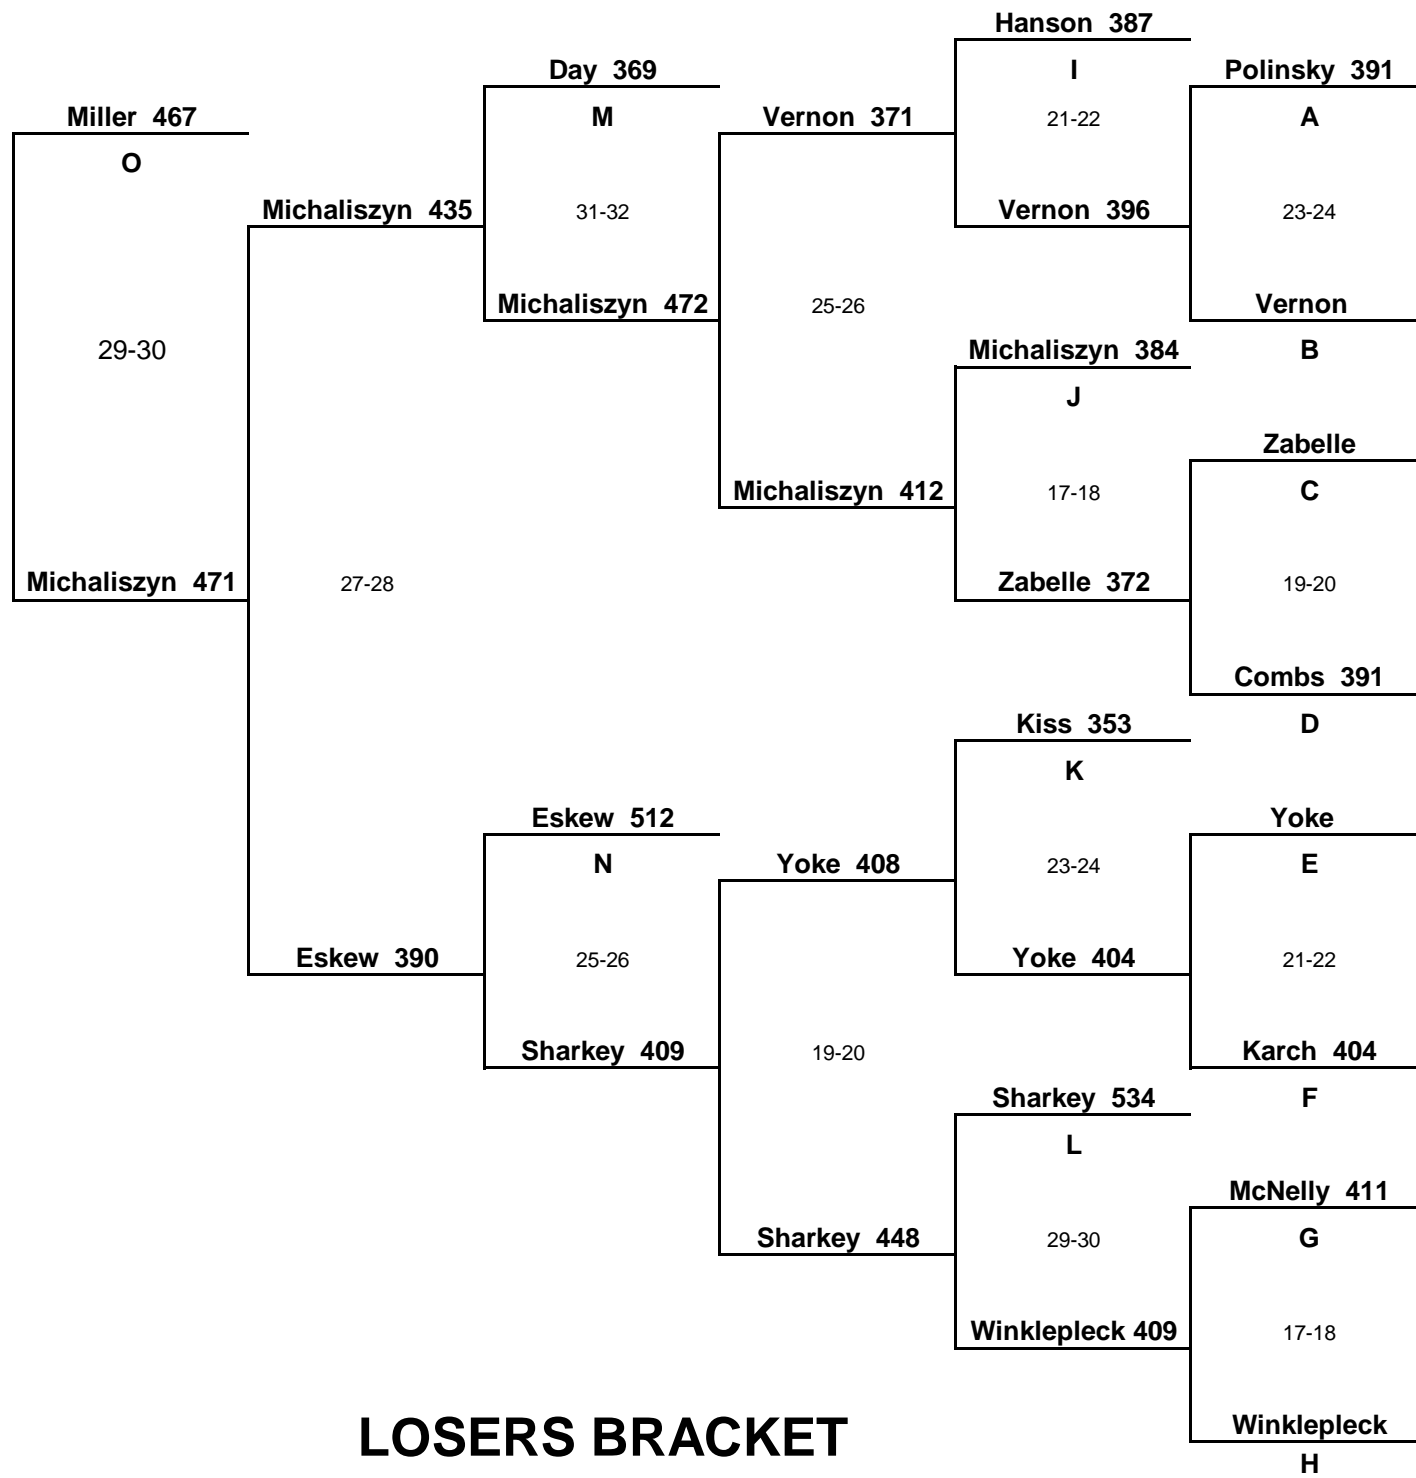 Hanson 387
Day 369
I
Polinsky 391
Miller 467
M
Vernon 371
21-22
A
O
Michaliszyn 435
31-32
Vernon 396
23-24
Michaliszyn 472
25-26
Vernon
29-30
Michaliszyn 384
B
J
Zabelle
Michaliszyn 412
17-18
C
Michaliszyn 471
27-28
Zabelle 372
19-20
Combs 391
Kiss 353
D
K
Eskew 512
Yoke
N
Yoke 408
23-24
E
Eskew 390
25-26
Yoke 404
21-22
Sharkey 409
19-20
Karch 404
Sharkey 534
F
L
McNelly 411
Sharkey 448
29-30
G
Winklepleck 409
17-18
LOSERS BRACKET
Winklepleck
H